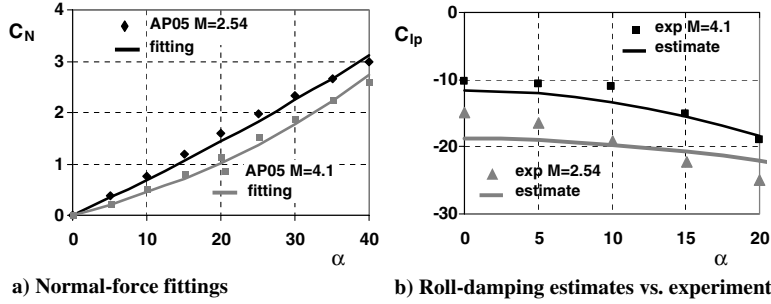 C_N
4
3
2
1
0
0 10 20 30 40
α
AP05 M=2.54
fitting
AP05 M=4.1
fitting
a) Normal-force fittings
C_lp
0
-10
-20
-30
0 5 10 15 20
α
exp M=4.1
estimate
exp M=2.54
estimate
b) Roll-damping estimates vs. experiment